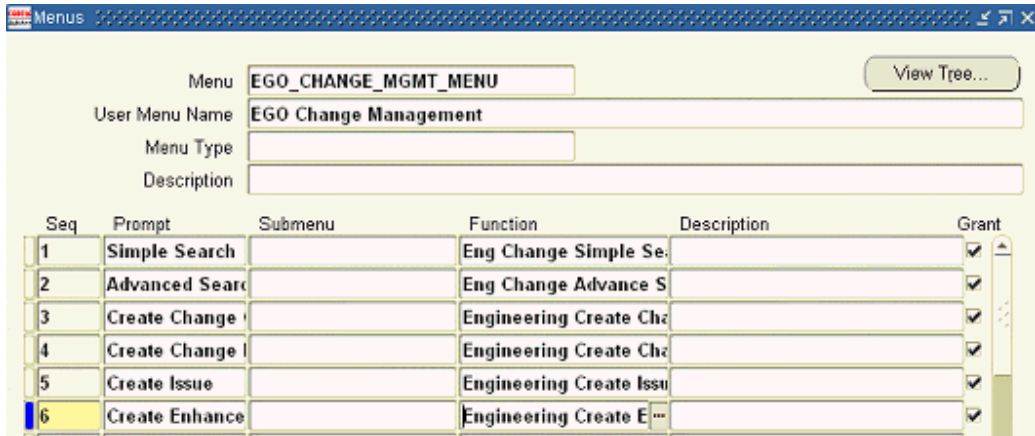 Menus
View Tree...
Menu EGO_CHANGE_MGMT_MENU
User Menu Name EGO Change Management
Menu Type
Description
Seq Prompt Submenu Function Description Grant
1 Simple Search Eng Change Simple Se
2 Advanced Sear Eng Change Advance S
3 Create Change Engineering Create Cha
4 Create Change Engineering Create Cha
5 Create Issue Engineering Create Issu
6 Create Enhance Engineering Create E ...